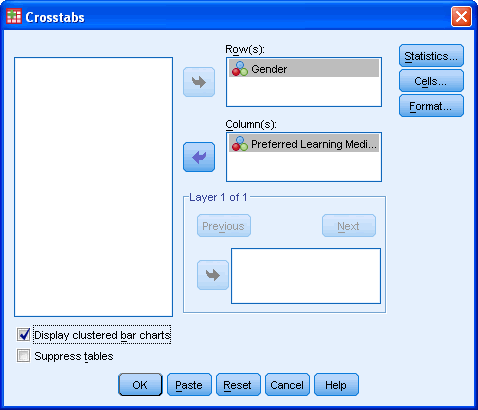 Crosstabs
Row(s):
Gender
Column(s):
Preferred Learning Medi...
Layer 1 of 1
Previous
Next
Statistics...
Cells...
Format...
Display clustered bar charts
Suppress tables
OK
Paste
Reset
Cancel
Help